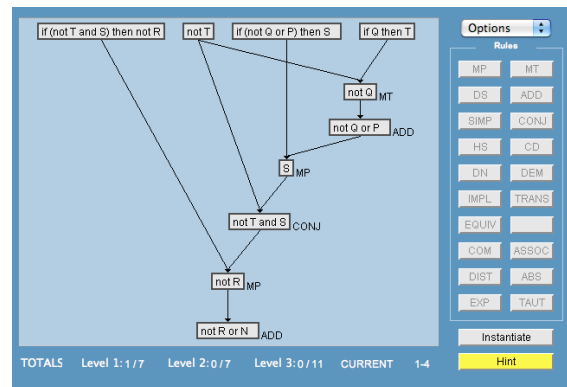 if (not T and S) then not R
not T
if (not Q or P) then S
if Q then T
not Q MT
not Q or P ADD
S MP
not T and S CONJ
not R MP
not R or N ADD
TOTALS Level 1: 1/7 Level 2: 0/7 Level 3: 0/11 CURRENT 1-4
Options
Rules
MP MT
DS ADD
SIMP CONJ
HS CD
DN DEM
IMPL TRANS
EQUIV
COM ASSOC
DIST ABS
EXP TAUT
Instantiate
Hint